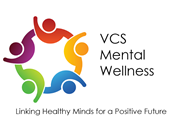 VCS
Mental
Wellness
Linking Healthy Minds for a Positive Future